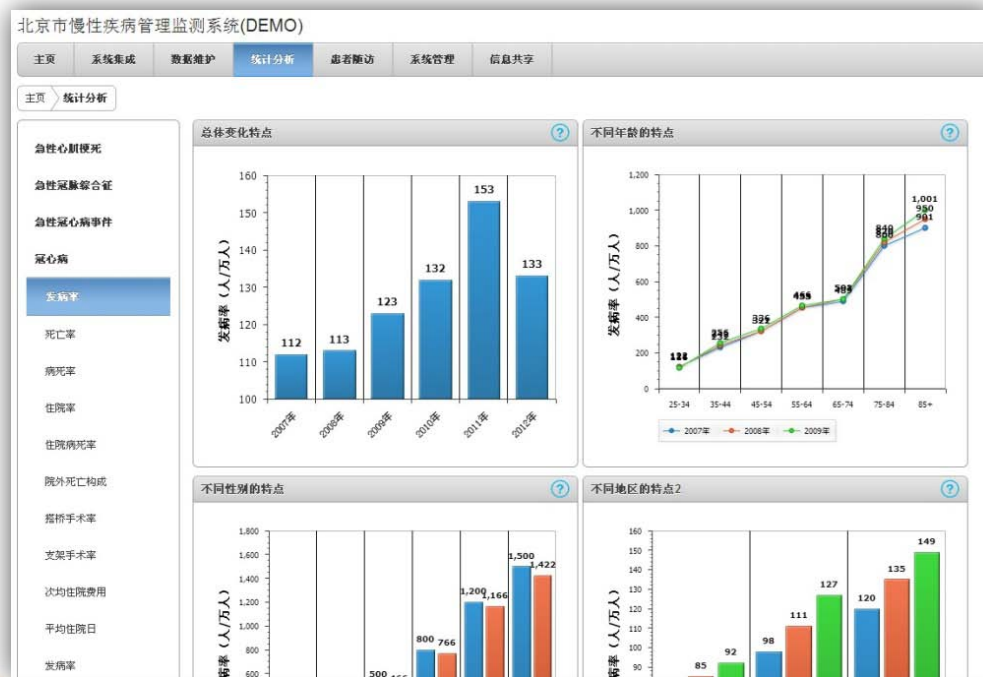 北京市慢性疾病管理监测系统(DEMO)
主页 系统集成 数据维护 统计分析 患者随访 系统管理 信息共享
主页 统计分析
急性心肌梗死
急性冠脉综合征
急性冠心病事件
冠心病
发病率
死亡率
病死率
住院率
住院病死率
院外死亡构成
搭桥手术率
支架手术率
次均住院费用
平均住院日
发病率
总体变化特点 ?
发病率（人/万人）
160
150
140
130
120
110
100
112 113 123 132 153 133
2007年 2008年 2009年 2010年 2011年 2012年
不同年龄的特点 ?
发病率（人/万人）
1,200
1,000
800
600
400
200
0
1,001
950
901
25-34 35-44 45-54 55-64 65-74 75-84 85+
2007年 2008年 2009年
不同性别的特点 ?
病率（人/万人）
1,800
1,600
1,400
1,200
1,000
800
600
500 800 766 1,200 1,166 1,500 1,422
不同地区的特点2 ?
病率（人/万人）
160
150
140
130
120
110
100
90
85 92 98 111 127 120 135 149